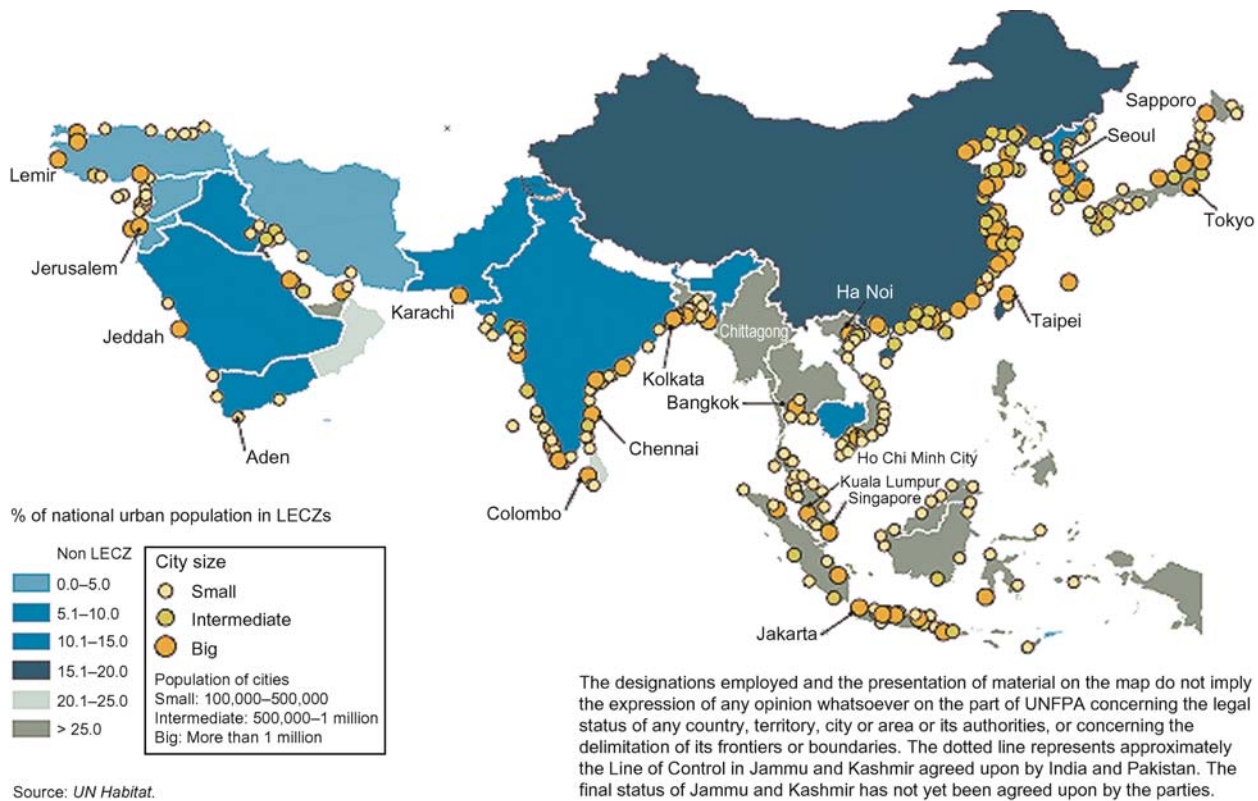 Sapporo
Seoul
Lemir
Tokyo
Jerusalem
Karachi
Ha Noi
Taipei
Jeddah
Chittagong
Kolkata
Bangkok
Aden
Chennai
Ho Chi Minh City
Kuala Lumpur
Singapore
Colombo
Jakarta
% of national urban population in LECZs
Non LECZ
0.0–5.0
5.1–10.0
10.1–15.0
15.1–20.0
20.1–25.0
> 25.0
City size
Small
Intermediate
Big
Population of cities
Small: 100,000–500,000
Intermediate: 500,000–1 million
Big: More than 1 million
The designations employed and the presentation of material on the map do not imply
the expression of any opinion whatsoever on the part of UNFPA concerning the legal
status of any country, territory, city or area or its authorities, or concerning the
delimitation of its frontiers or boundaries. The dotted line represents approximately
the Line of Control in Jammu and Kashmir agreed upon by India and Pakistan. The
final status of Jammu and Kashmir has not yet been agreed upon by the parties.
Source: UN Habitat.